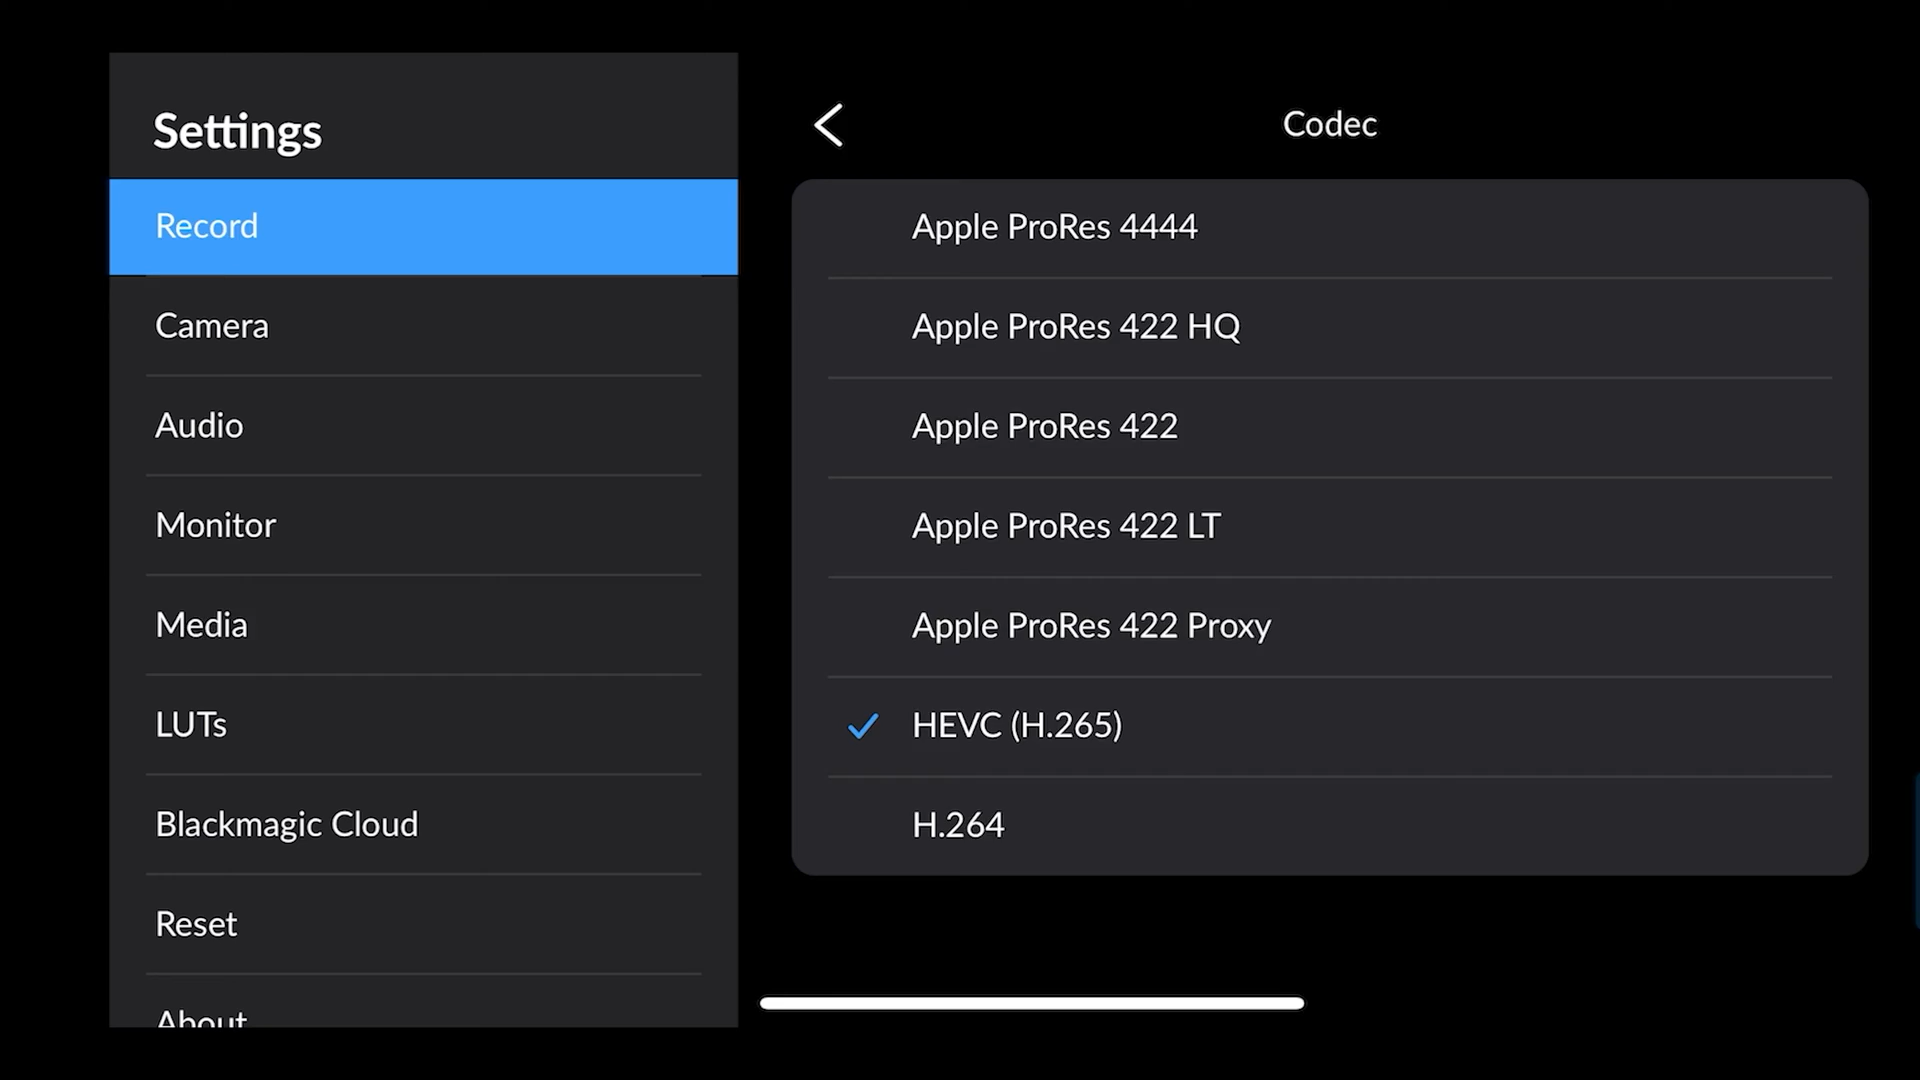 Settings
Record
Camera
Audio
Monitor
Media
LUTs
Blackmagic Cloud
Reset
About
Codec
Apple ProRes 4444
Apple ProRes 422 HQ
Apple ProRes 422
Apple ProRes 422 LT
Apple ProRes 422 Proxy
HEVC (H.265)
H.264